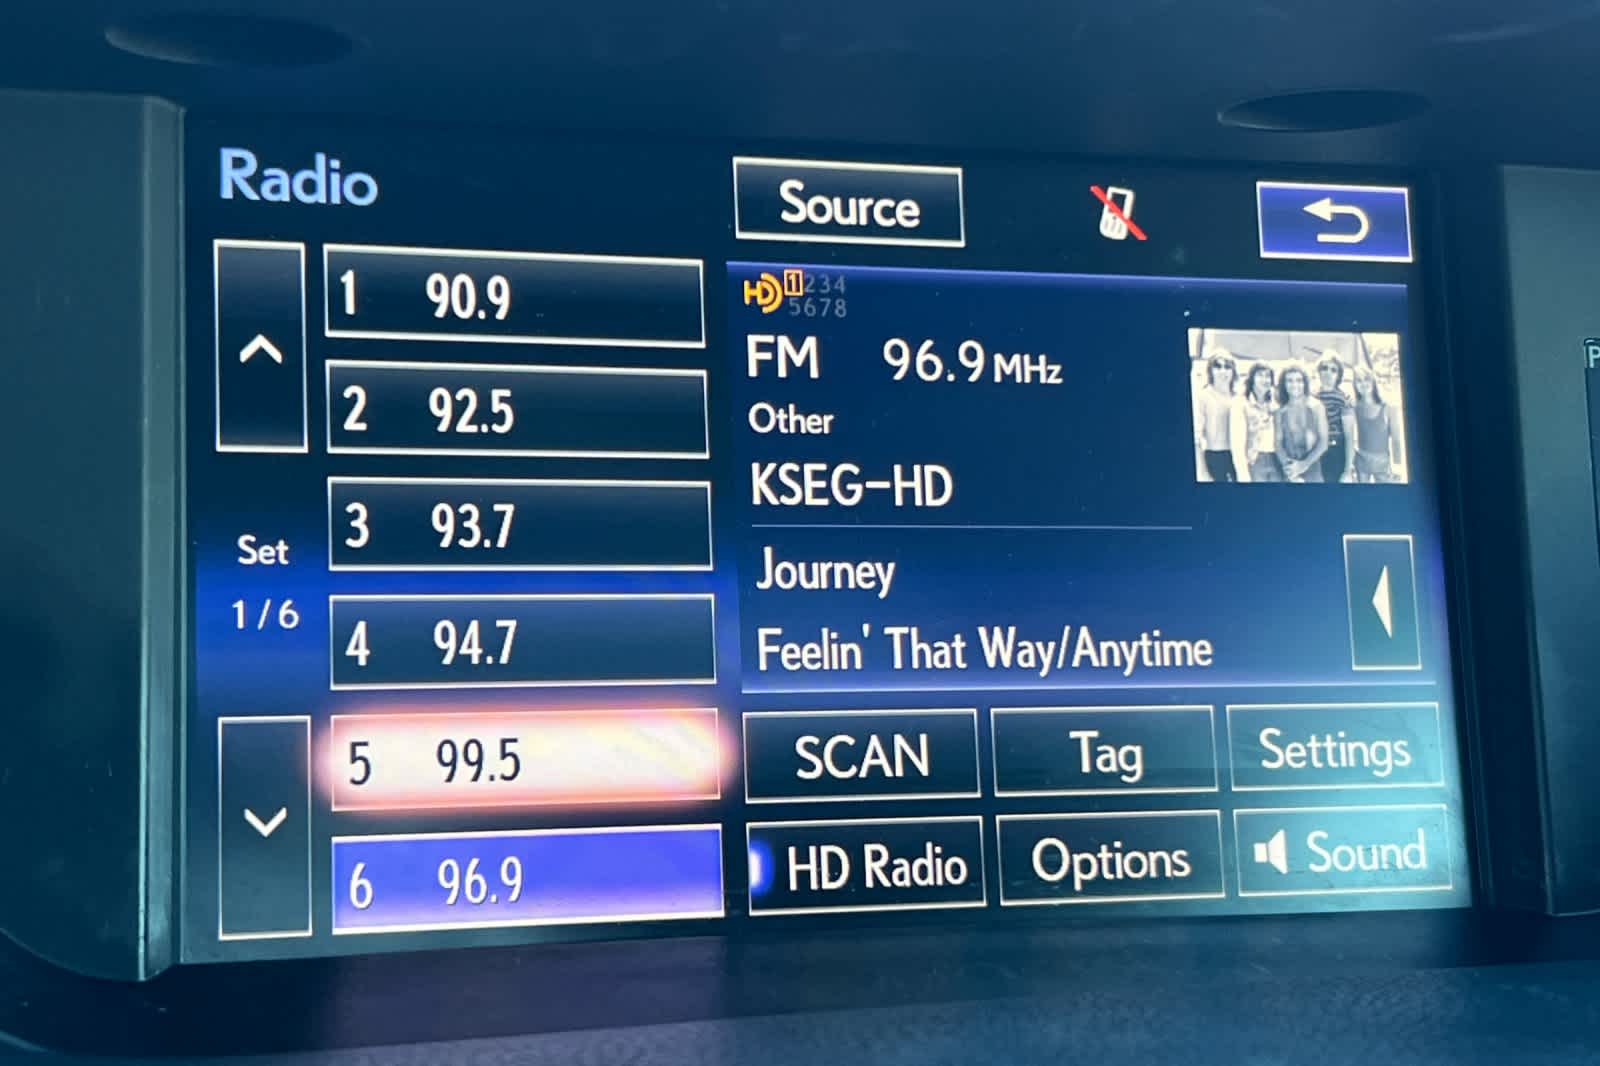 Radio
Source
1 90.9
2 92.5
3 93.7
4 94.7
5 99.5
6 96.9
Set
1/6
HD 1234
5678
FM 96.9 MHz
Other
KSEG-HD
Journey
Feelin' That Way/Anytime
SCAN
Tag
Settings
HD Radio
Options
Sound
P